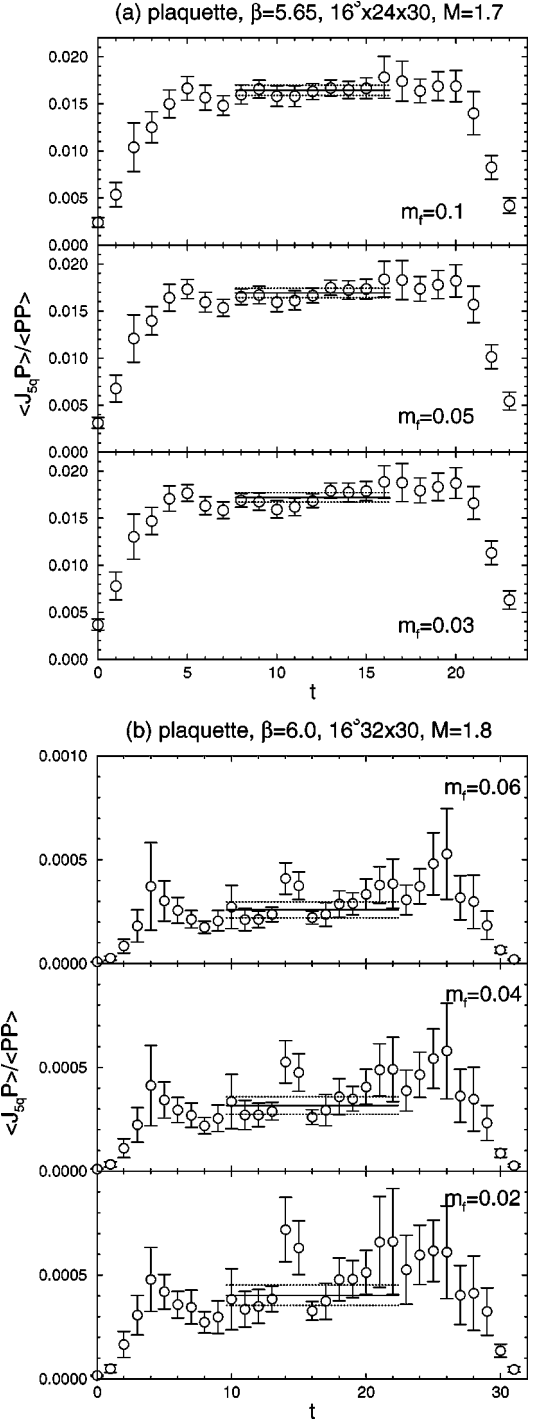 (a) plaquette, β=5.65, 16³x24x30, M=1.7
0.020
0.015
0.010
0.005
0.000
m_f=0.1
<J_5qP>/<PP>
0.020
0.015
0.010
0.005
0.000
m_f=0.05
0.020
0.015
0.010
0.005
0.000
m_f=0.03
0 5 10 15 20
t
(b) plaquette, β=6.0, 16³32x30, M=1.8
0.0010
0.0005
0.0000
m_f=0.06
<J_5qP>/<PP>
0.0005
0.0000
m_f=0.04
0.0005
0.0000
m_f=0.02
0 10 20 30
t